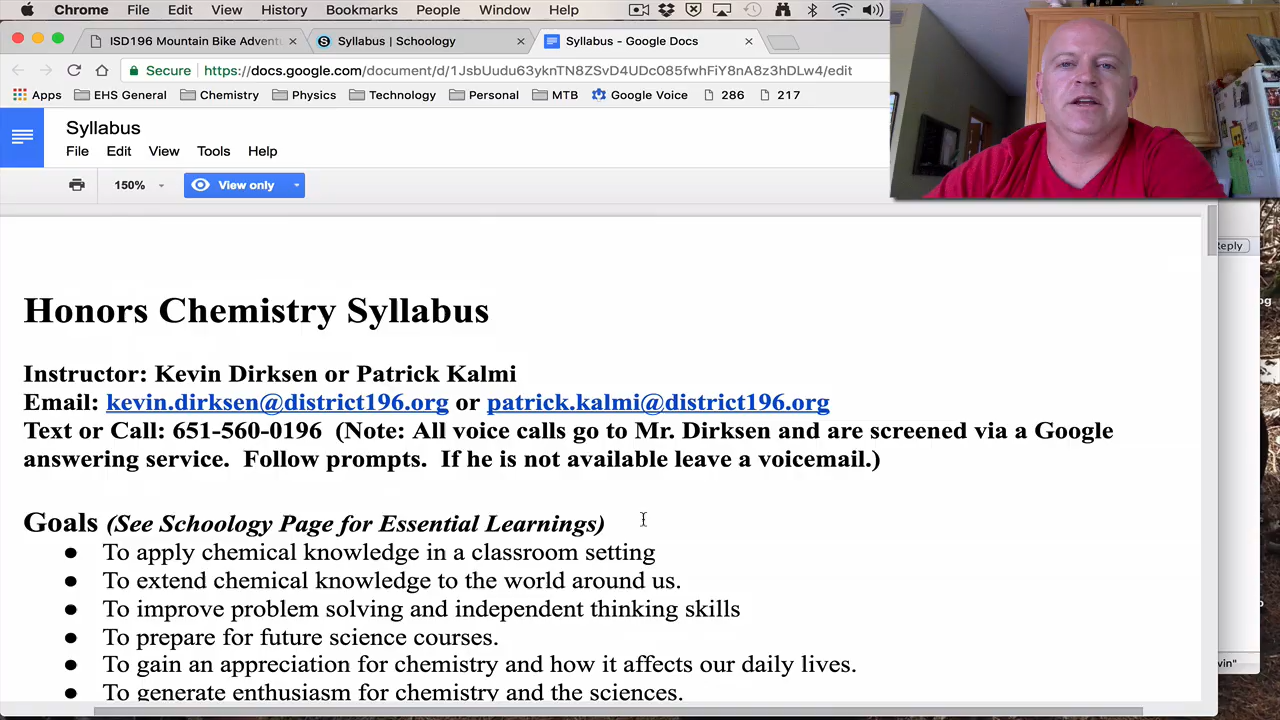 Chrome File Edit View History Bookmarks People Window Help
ISD196 Mountain Bike Advent
Syllabus | Schoology
Syllabus - Google Docs
Secure https://docs.google.com/document/d/1JsbUudu63yknTN8ZSvD4UDc085fwhFiY8nA8z3hDLw4/edit
Apps EHS General Chemistry Physics Technology Personal MTB Google Voice 286 217
Syllabus
File Edit View Tools Help
150% View only
Reply
Honors Chemistry Syllabus
Instructor: Kevin Dirksen or Patrick Kalmi
Email: kevin.dirksen@district196.org or patrick.kalmi@district196.org
Text or Call: 651-560-0196 (Note: All voice calls go to Mr. Dirksen and are screened via a Google
answering service. Follow prompts. If he is not available leave a voicemail.)
Goals (See Schoology Page for Essential Learnings)
● To apply chemical knowledge in a classroom setting
● To extend chemical knowledge to the world around us.
● To improve problem solving and independent thinking skills
● To prepare for future science courses.
● To gain an appreciation for chemistry and how it affects our daily lives.
● To generate enthusiasm for chemistry and the sciences.